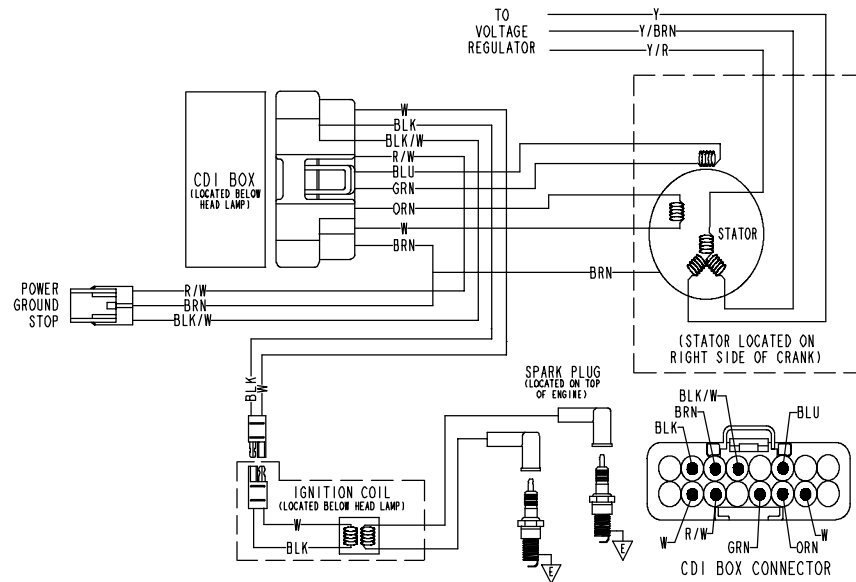 TO
VOLTAGE
REGULATOR
Y
Y/BRN
Y/R
CDI BOX
(LOCATED BELOW
HEAD LAMP)
W
BLK
BLK/W
R/W
BLU
GRN
ORN
W
BRN
STATOR
BRN
(STATOR LOCATED ON
RIGHT SIDE OF CRANK)
POWER
GROUND
STOP
R/W
BRN
BLK/W
BLK
W
SPARK PLUG
(LOCATED ON TOP
OF ENGINE)
IGNITION COIL
(LOCATED BELOW HEAD LAMP)
W
BLK
E
E
BLK/W
BRN
BLK
BLU
W
R/W
GRN
ORN
W
CDI BOX CONNECTOR